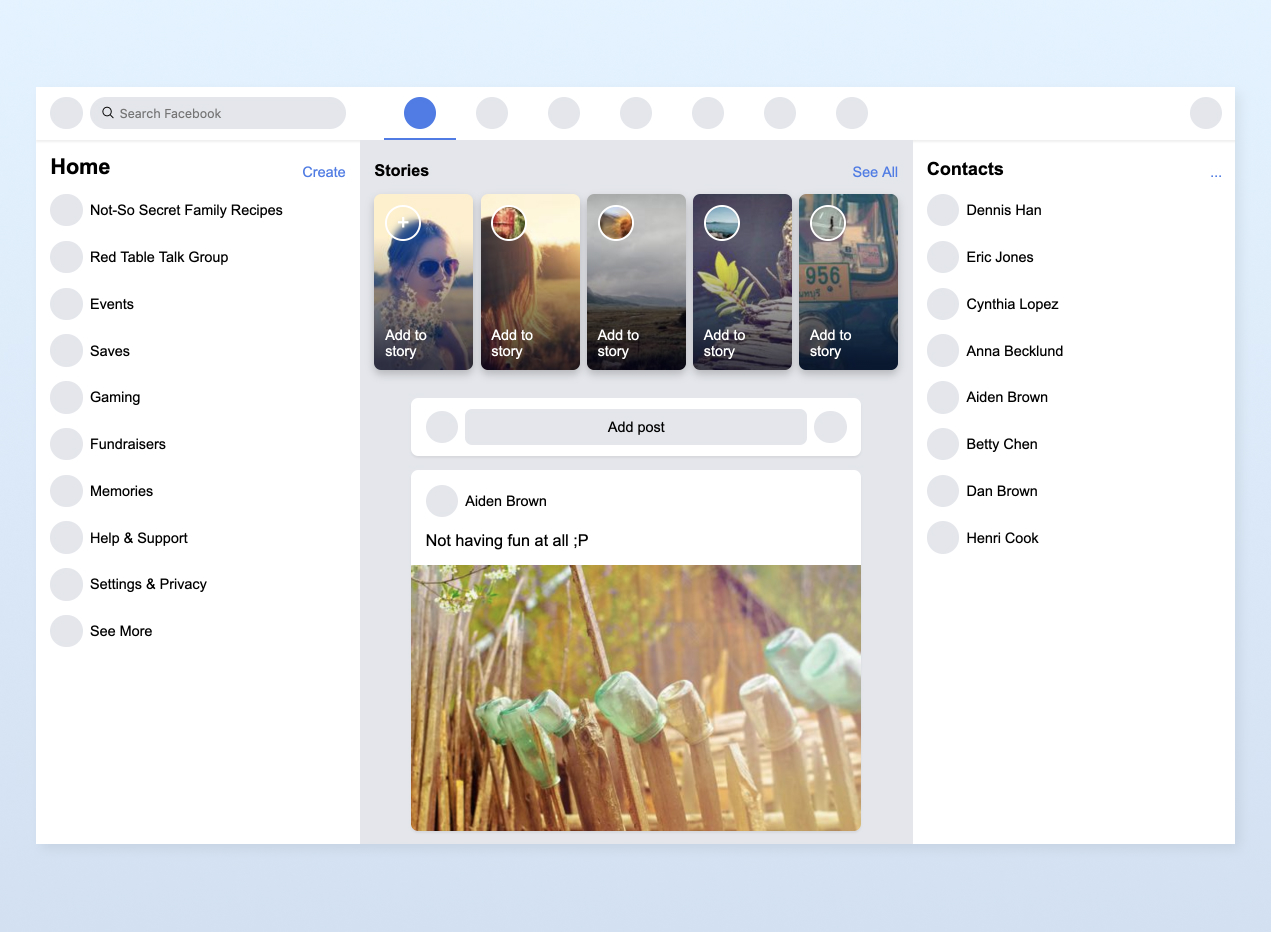 Search Facebook
Home
Create
Not-So Secret Family Recipes
Red Table Talk Group
Events
Saves
Gaming
Fundraisers
Memories
Help & Support
Settings & Privacy
See More
Stories
See All
+
Add to
story
Add to
story
956
Add to
story
Add to
story
Add to
story
Add post
Aiden Brown
Not having fun at all ;P
Contacts
...
Dennis Han
Eric Jones
Cynthia Lopez
Anna Becklund
Aiden Brown
Betty Chen
Dan Brown
Henri Cook